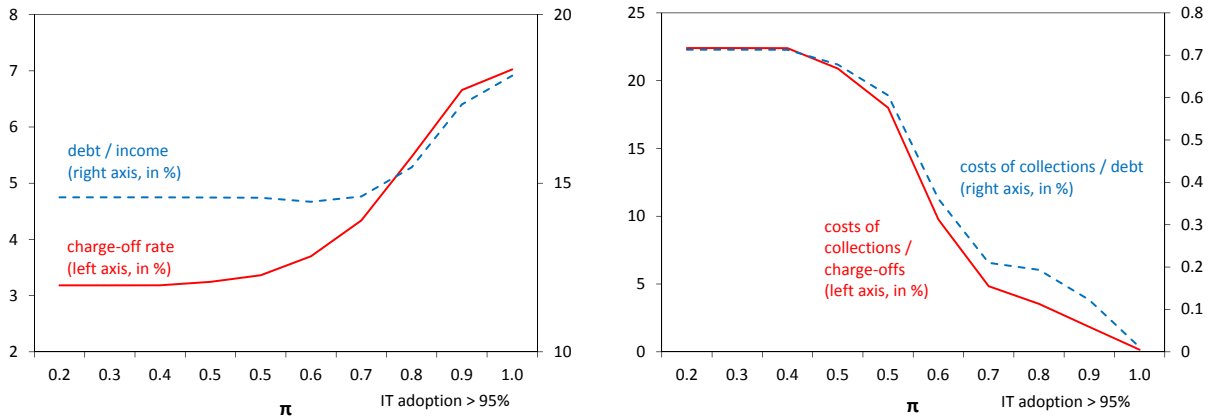 8
7
6
5
4
3
2
20
15
10
debt / income
(right axis, in %)
charge-off rate
(left axis, in %)
0.2 0.3 0.4 0.5 0.5 0.6 0.7 0.8 0.9 1.0
π
IT adoption > 95%
25
20
15
10
5
0
0.8
0.7
0.6
0.5
0.4
0.3
0.2
0.1
0
costs of collections / debt
(right axis, in %)
costs of
collections /
charge-offs
(left axis, in %)
0.2 0.3 0.4 0.5 0.5 0.6 0.7 0.8 0.9 1.0
π
IT adoption > 95%